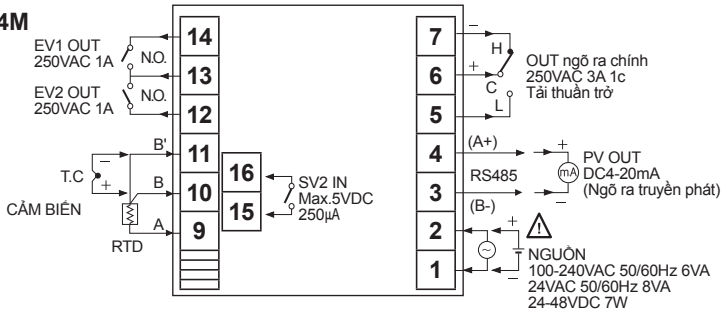 4M
EV1 OUT
250VAC 1A
N.O.
EV2 OUT
250VAC 1A
N.O.
14
13
12
11
10
9
B'
B
A
T.C
−
+
CẢM BIẾN
RTD
16
15
SV2 IN
Max.5VDC
250µA
7
6
5
4
3
2
1
−
+
H
C
L
OUT ngõ ra chính
250VAC 3A 1c
Tải thuần trở
(A+)
RS485
(B-)
+
mA
−
PV OUT
DC4-20mA
(Ngõ ra truyền phát)
+
−
NGUỒN
100-240VAC 50/60Hz 6VA
24VAC 50/60Hz 8VA
24-48VDC 7W